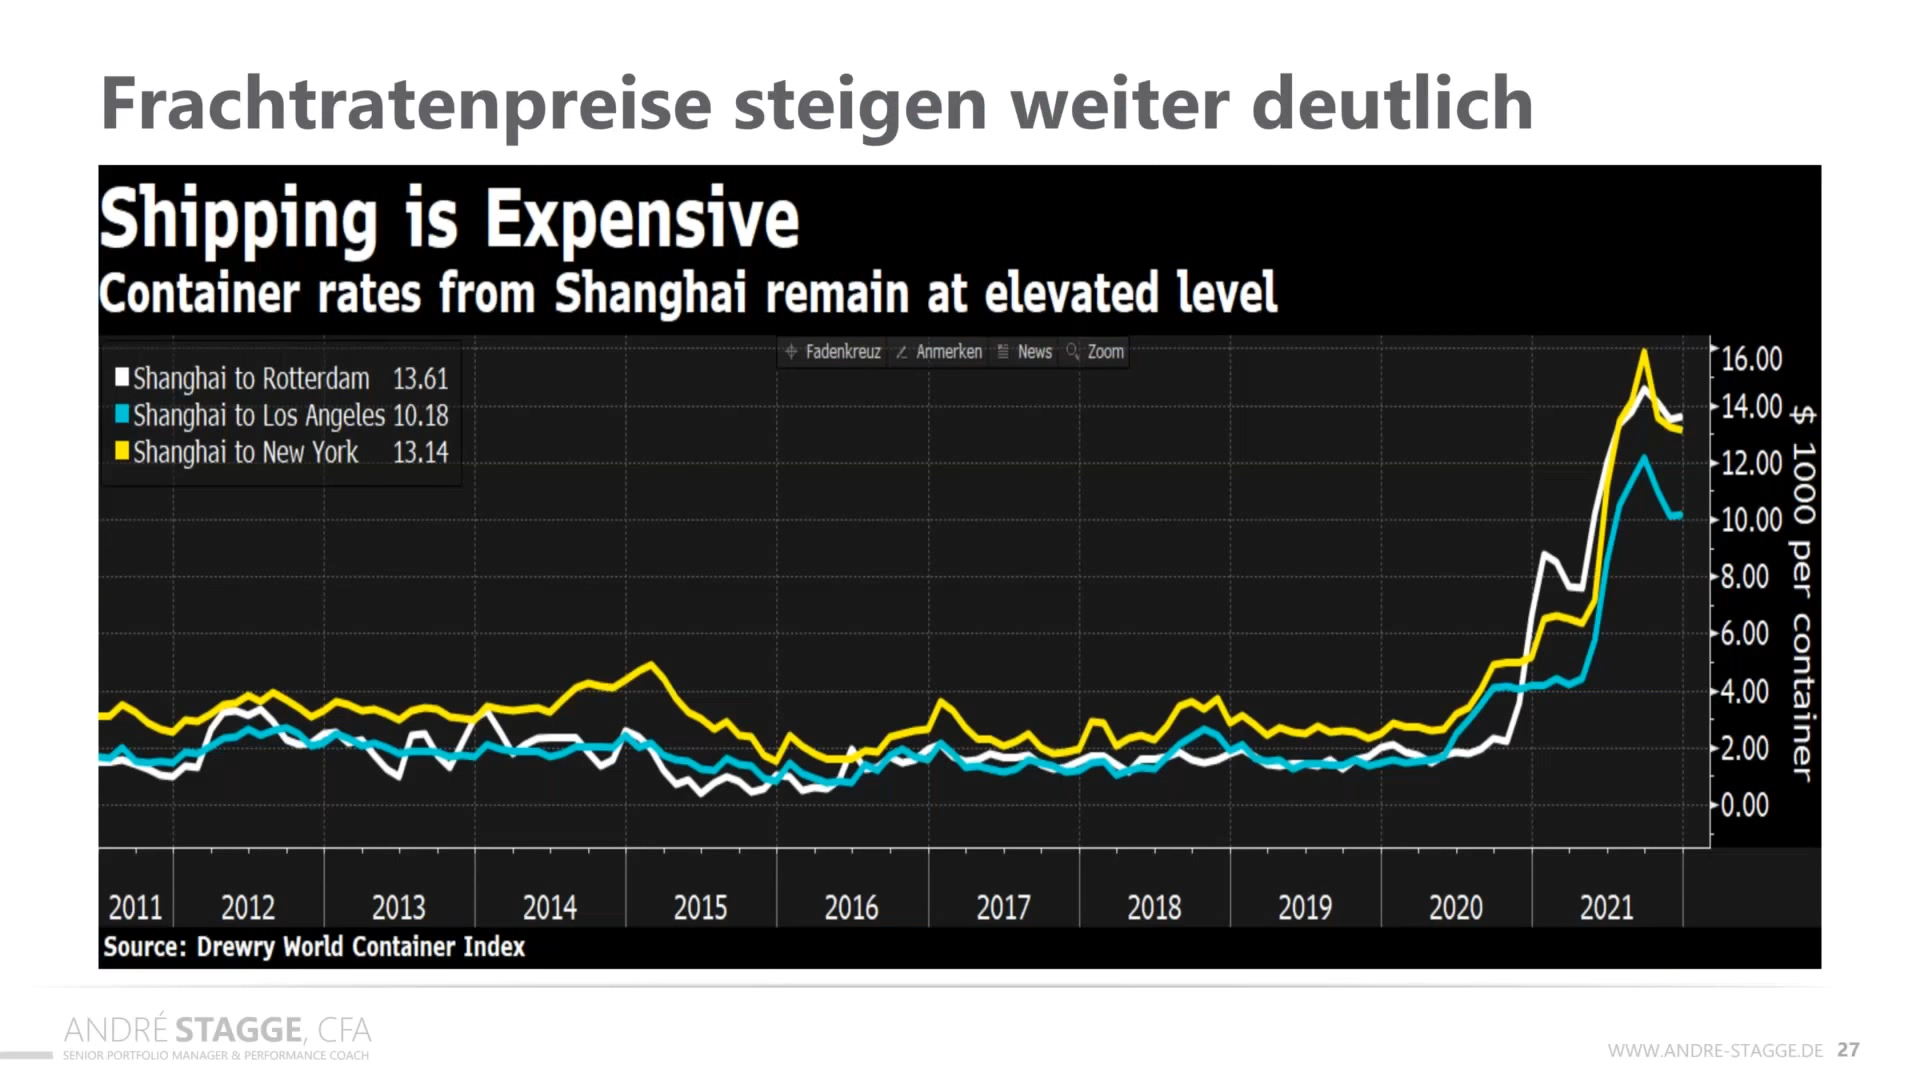 Frachtratenpreise steigen weiter deutlich
Shipping is Expensive
Container rates from Shanghai remain at elevated level
Fadenkreuz Anmerken News Zoom
Shanghai to Rotterdam 13.61
Shanghai to Los Angeles 10.18
Shanghai to New York 13.14
16.00
14.00
12.00
10.00
8.00
6.00
4.00
2.00
0.00
$ 1000 per container
2011 2012 2013 2014 2015 2016 2017 2018 2019 2020 2021
Source: Drewry World Container Index
ANDRÉ STAGGE, CFA
SENIOR PORTFOLIO MANAGER & PERFORMANCE COACH
WWW.ANDRE-STAGGE.DE 27